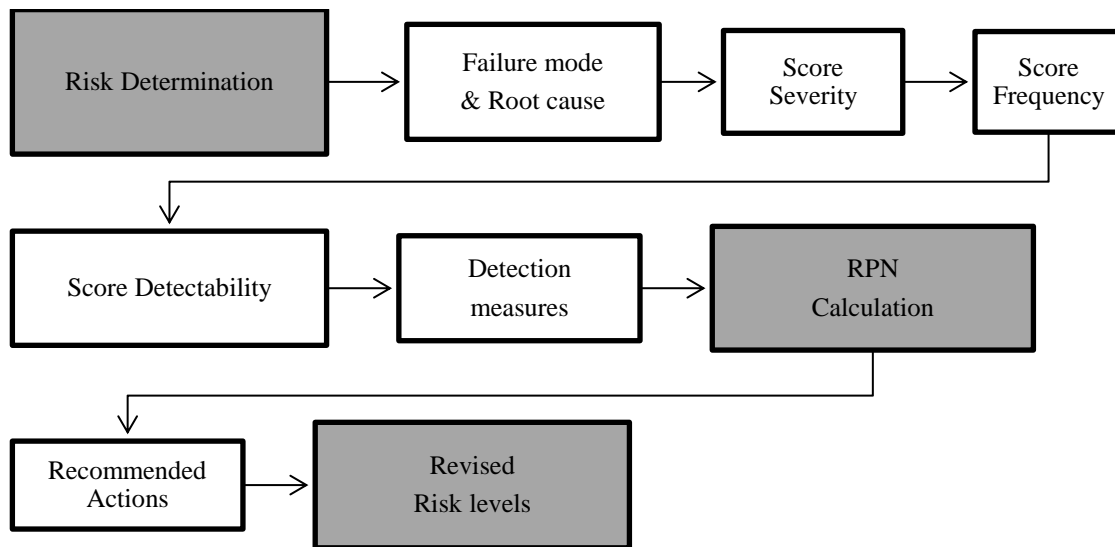 Risk Determination
Failure mode
& Root cause
Score
Severity
Score
Frequency
Score Detectability
Detection
measures
RPN
Calculation
Recommended
Actions
Revised
Risk levels